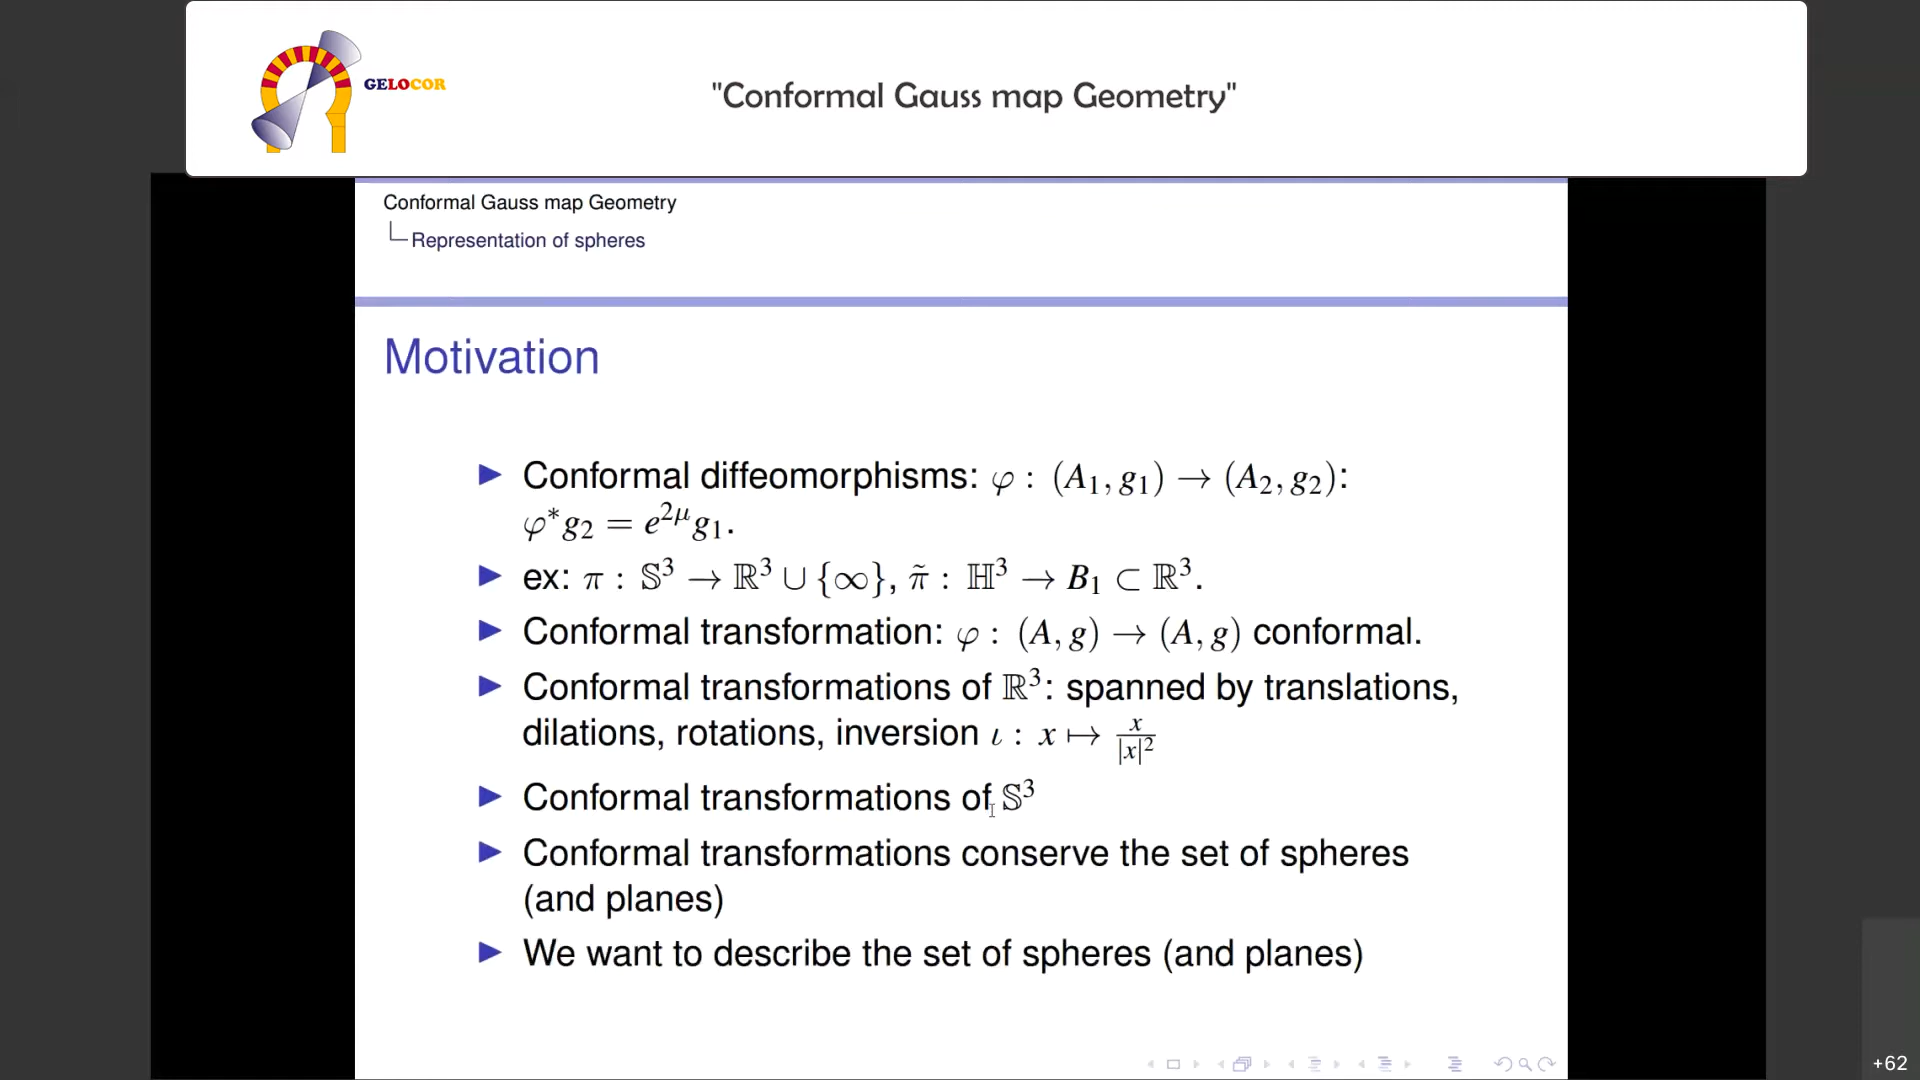 GELOCOR
"Conformal Gauss map Geometry"
Conformal Gauss map Geometry
Representation of spheres
Motivation
Conformal diffeomorphisms: φ : (A₁, g₁) → (A₂, g₂):
φ*g₂ = e^{2μ}g₁.
ex: π : 𝕊³ → ℝ³ ∪ {∞}, π̃ : ℍ³ → B₁ ⊂ ℝ³.
Conformal transformation: φ : (A, g) → (A, g) conformal.
Conformal transformations of ℝ³: spanned by translations,
dilations, rotations, inversion ι : x ↦ x/|x|²
Conformal transformations of 𝕊³
Conformal transformations conserve the set of spheres
(and planes)
We want to describe the set of spheres (and planes)
+62